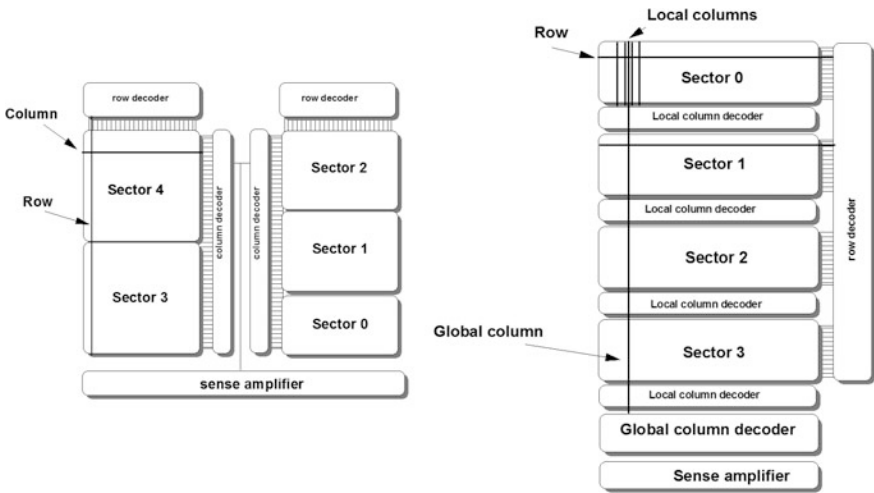 row decoder
row decoder
Column
Sector 4
Row
Sector 3
column decoder
column decoder
Sector 2
Sector 1
Sector 0
sense amplifier
Local columns
Row
Sector 0
Local column decoder
Sector 1
Local column decoder
Sector 2
Local column decoder
Global column
Sector 3
Local column decoder
row decoder
Global column decoder
Sense amplifier